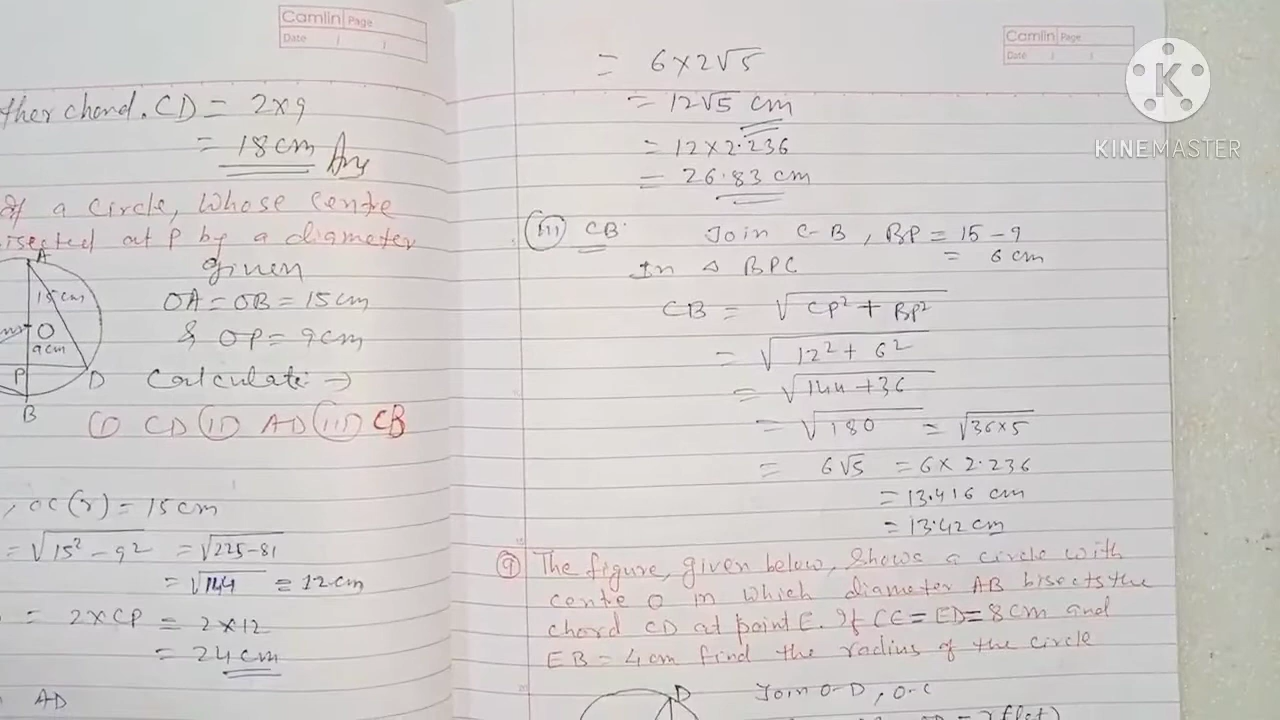 Camlin Page
Date / /
ther chord. CD = 2×9
= 18cm Ans
of a circle, whose centre
isected at P by a diameter
given
OA = OB = 15cm
& OP = 9cm
Calculate →
(i) CD (ii) AD (iii) CB
A
15cm
O
9cm
P
D
B
, OC(r) = 15cm
= √15² - 9² = √225-81
= √144 = 12cm
= 2×CP = 2×12
= 24cm
AD
Camlin Page
Date / /
= 6×2√5
= 12√5 cm
= 12×2.236
= 26.83 cm
(iii) CB Join C-B, BP = 15-9
= 6cm
In △ BPC
CB = √CP² + BP²
= √12² + 6²
= √144+36
= √180 = √36×5
= 6√5 = 6×2.236
= 13.416 cm
= 13.42 cm
(9) The figure, given below, shows a circle with
centre O in which diameter AB bisects the
chord CD at point E. If CE = ED = 8cm and
EB = 4cm find the radius of the circle
D
Join O-D, O-C
K
KINEMASTER